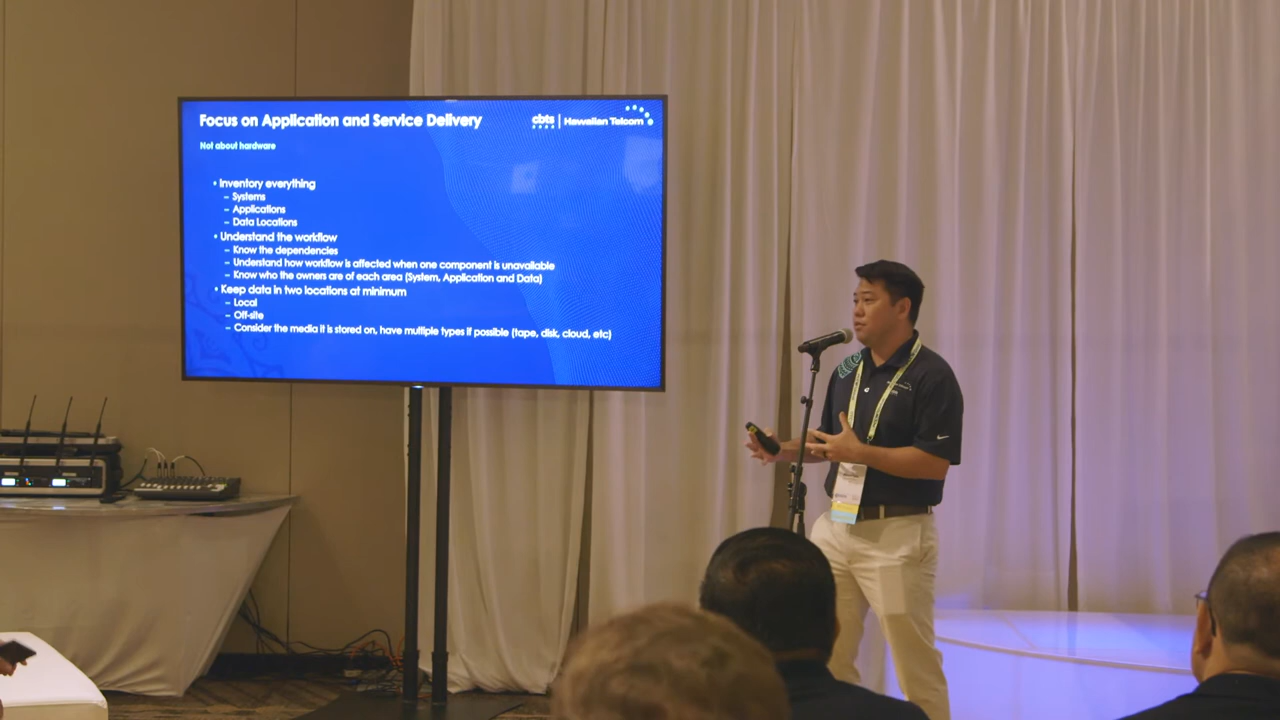 Focus on Application and Service Delivery
cbts | Hawaiian Telcom
Not about hardware
• Inventory everything
– Systems
– Applications
– Data Locations
• Understand the workflow
– Know the dependencies
– Understand how workflow is affected when one component is unavailable
– Know who the owners are of each area (System, Application and Data)
• Keep data in two locations at minimum
– Local
– Off-site
– Consider the media it is stored on, have multiple types if possible (tape, disk, cloud, etc)